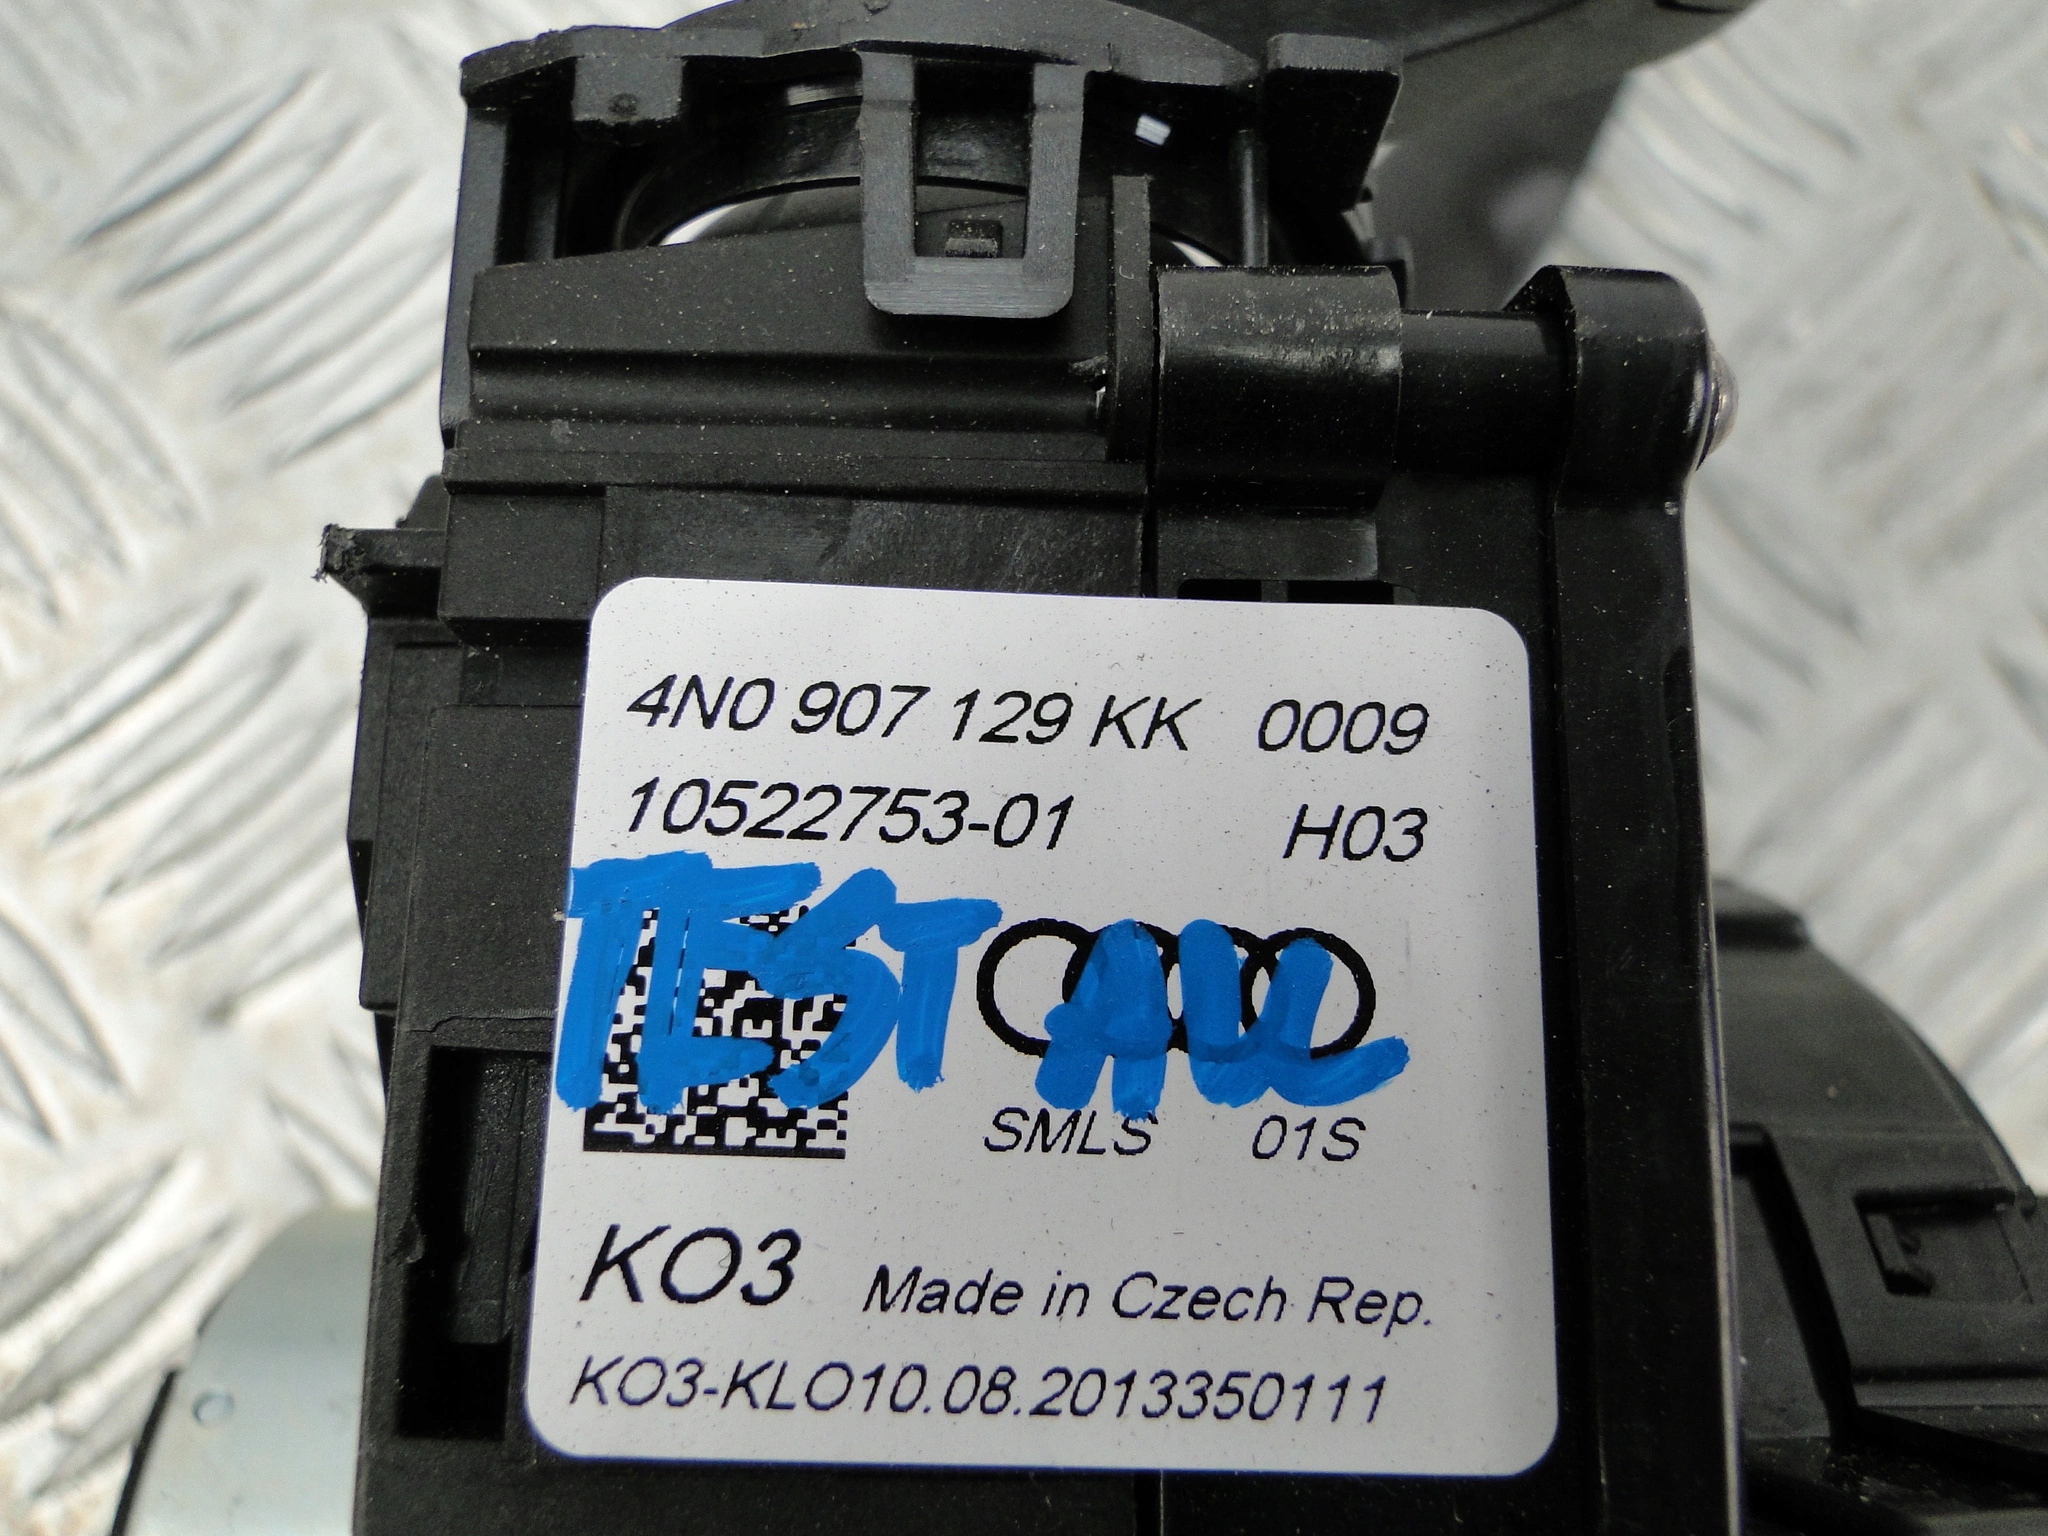 4N0 907 129 KK 0009
10522753-01 H03
TEST ALL
SMLS 01S
KO3 Made in Czech Rep.
KO3-KLO10.08.2013350111